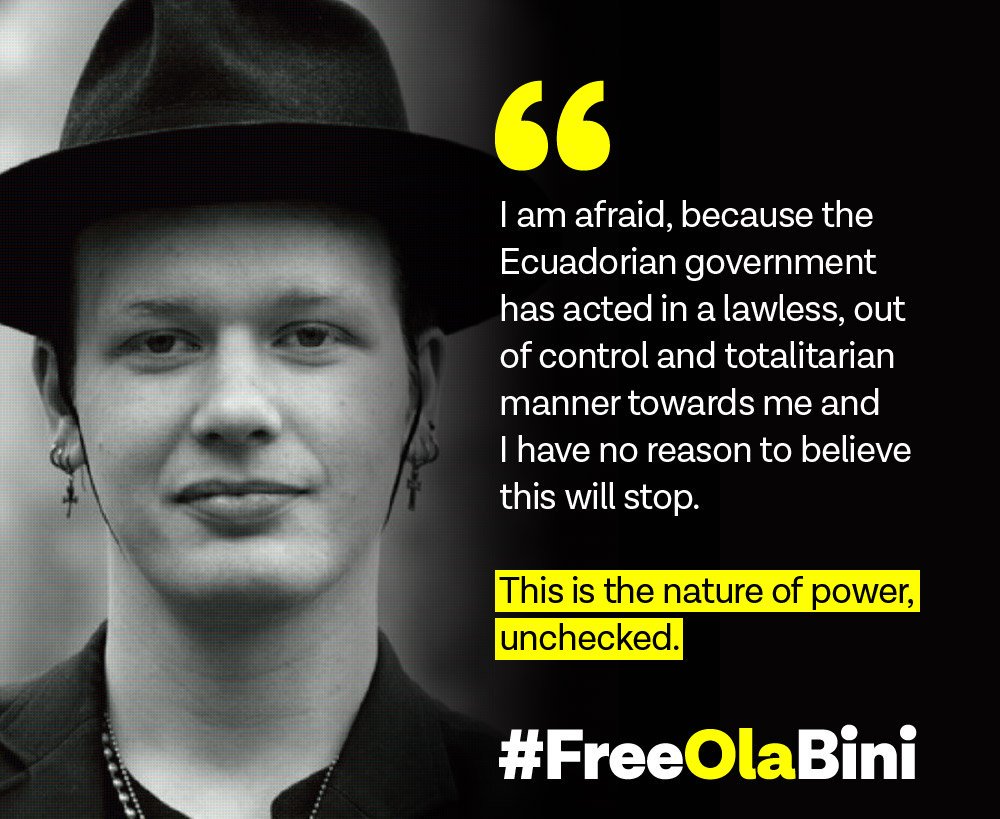 “
I am afraid, because the
Ecuadorian government
has acted in a lawless, out
of control and totalitarian
manner towards me and
I have no reason to believe
this will stop.
This is the nature of power,
unchecked.
#FreeOlaBini